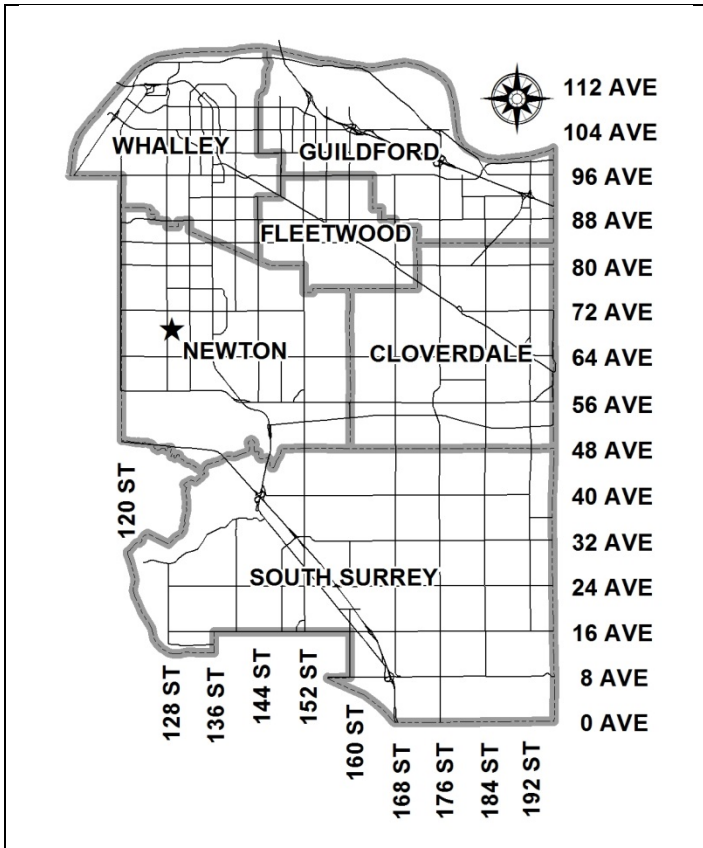 112 AVE
104 AVE
WHALLEY
GUILDFORD
96 AVE
88 AVE
FLEETWOOD
80 AVE
72 AVE
NEWTON
CLOVERDALE
64 AVE
56 AVE
48 AVE
120 ST
40 AVE
32 AVE
SOUTH SURREY
24 AVE
16 AVE
128 ST
136 ST
144 ST
152 ST
160 ST
8 AVE
0 AVE
168 ST
176 ST
184 ST
192 ST